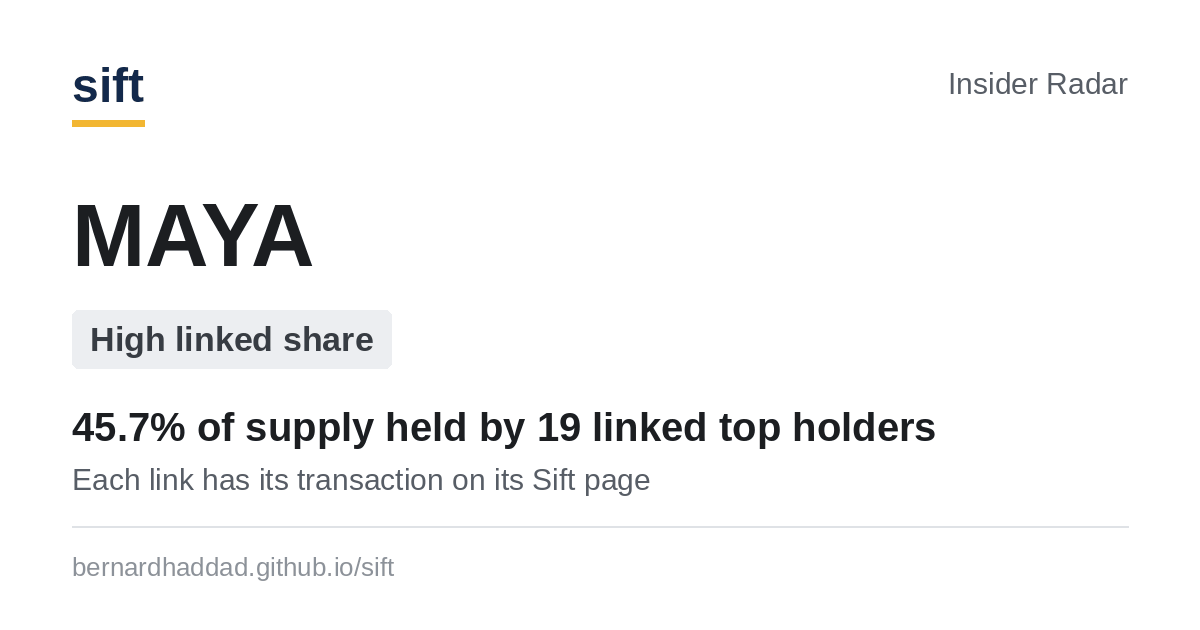 sift
Insider Radar
MAYA
High linked share
45.7% of supply held by 19 linked top holders
Each link has its transaction on its Sift page
bernardhaddad.github.io/sift